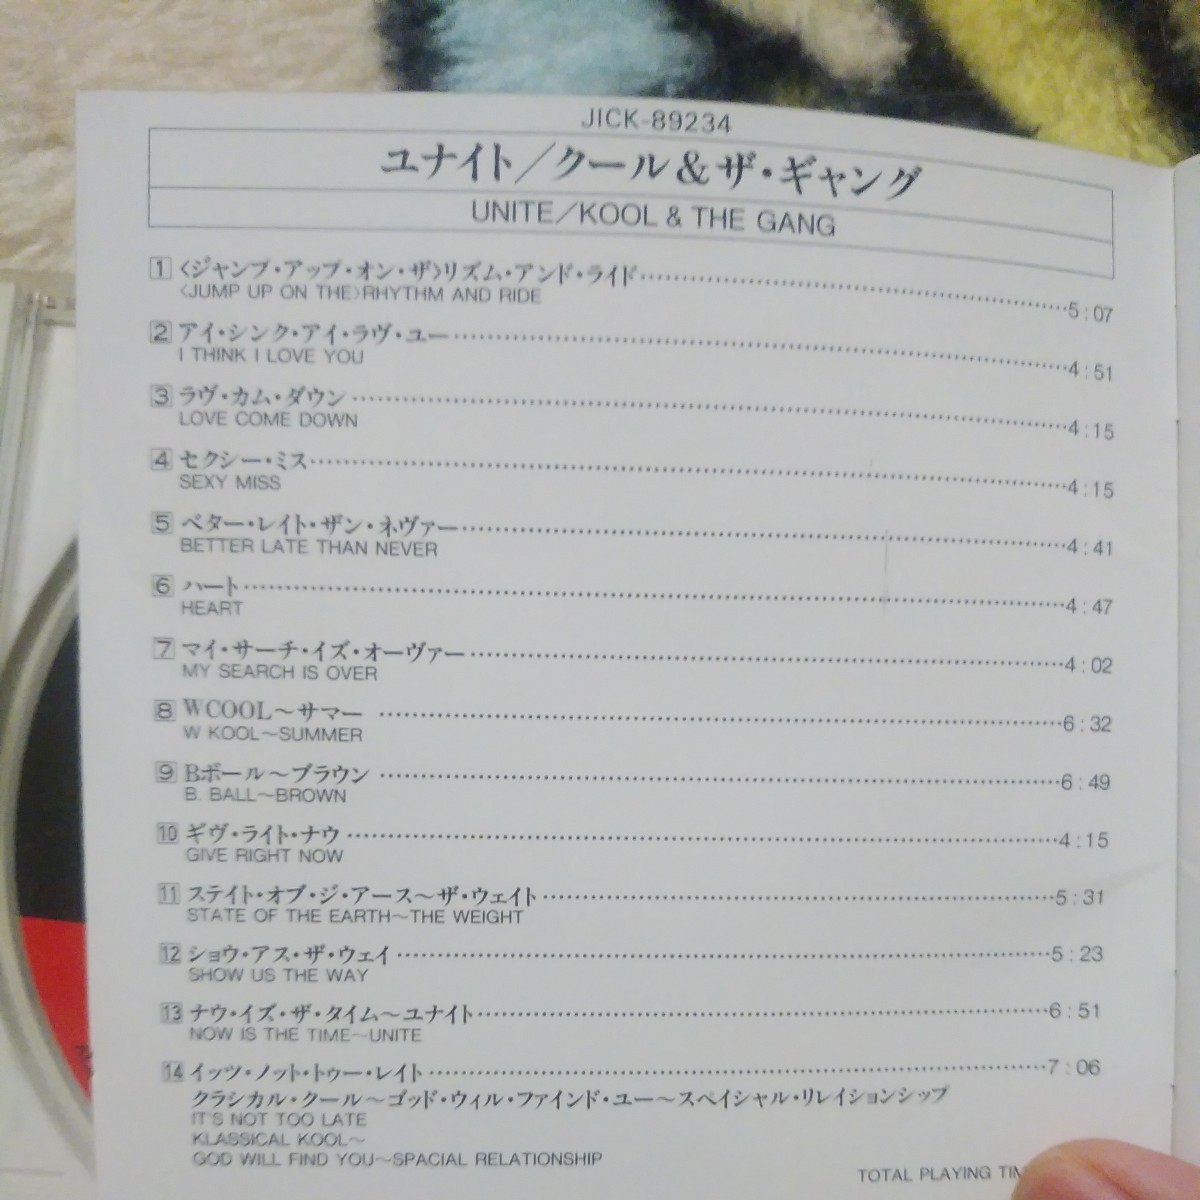 JICK-89234
ユナイト／クール&ザ・ギャング
UNITE/KOOL & THE GANG
1 〈ジャンプ・アップ・オン・ザ〉リズム・アンド・ライド 5:07
〈JUMP UP ON THE〉RHYTHM AND RIDE
2 アイ・シンク・アイ・ラヴ・ユー 4:51
I THINK I LOVE YOU
3 ラヴ・カム・ダウン 4:15
LOVE COME DOWN
4 セクシー・ミス 4:15
SEXY MISS
5 ベター・レイト・ザン・ネヴァー 4:41
BETTER LATE THAN NEVER
6 ハート 4:47
HEART
7 マイ・サーチ・イズ・オーヴァー 4:02
MY SEARCH IS OVER
8 WCOOL～サマー 6:32
W KOOL～SUMMER
9 Bボール～ブラウン 6:49
B. BALL～BROWN
10 ギヴ・ライト・ナウ 4:15
GIVE RIGHT NOW
11 ステイト・オブ・ジ・アース～ザ・ウェイト 5:31
STATE OF THE EARTH～THE WEIGHT
12 ショウ・アス・ザ・ウェイ 5:23
SHOW US THE WAY
13 ナウ・イズ・ザ・タイム～ユナイト 6:51
NOW IS THE TIME～UNITE
14 イッツ・ノット・トゥー・レイト 7:06
クラシカル・クール～ゴッド・ウィル・ファインド・ユー～スペイシャル・リレイションシップ
IT'S NOT TOO LATE
KLASSICAL KOOL～
GOD WILL FIND YOU～SPACIAL RELATIONSHIP
TOTAL PLAYING